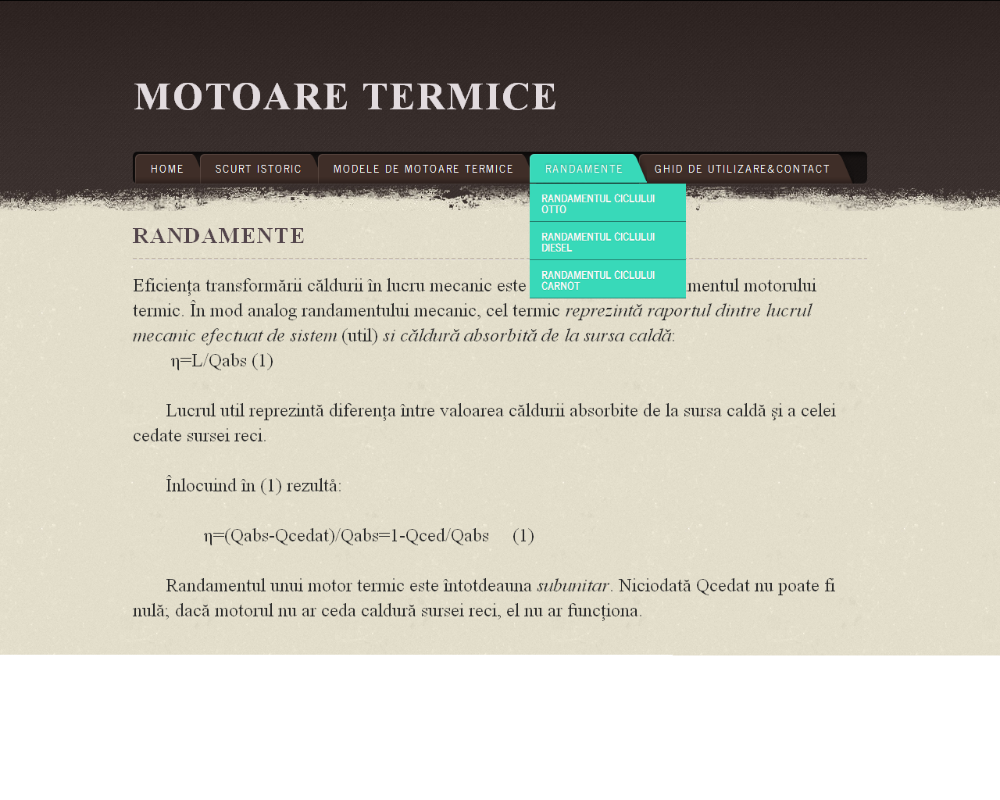 MOTOARE TERMICE
HOME SCURT ISTORIC MODELE DE MOTOARE TERMICE RANDAMENTE GHID DE UTILIZARE&CONTACT
RANDAMENTUL CICLULUI
OTTO
RANDAMENTUL CICLULUI
DIESEL
RANDAMENTUL CICLULUI
CARNOT
RANDAMENTE
Eficiența transformării căldurii în lucru mecanic este mentul motorului
termic. În mod analog randamentului mecanic, cel termic reprezintă raportul dintre lucrul
mecanic efectuat de sistem (util) si căldură absorbită de la sursa caldă:
η=L/Qabs (1)
Lucrul util reprezintă diferența între valoarea căldurii absorbite de la sursa caldă şi a celei
cedate sursei reci.
Înlocuind în (1) rezultå:
η=(Qabs-Qcedat)/Qabs=1-Qced/Qabs (1)
Randamentul unui motor termic este întotdeauna subunitar. Niciodată Qcedat nu poate fi
nulă; dacă motorul nu ar ceda caldură sursei reci, el nu ar funcționa.